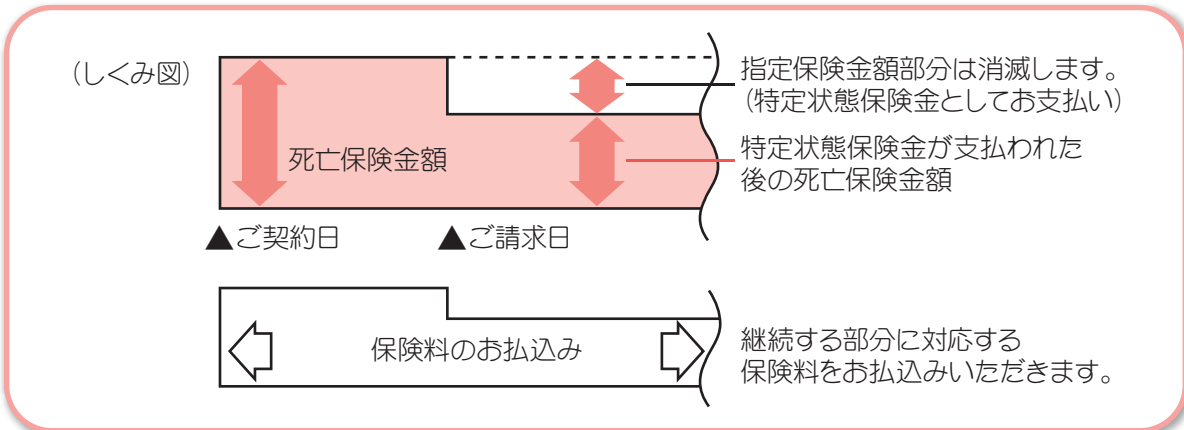 (しくみ図)
指定保険金額部分は消滅します。
(特定状態保険金としてお支払い)
死亡保険金額
特定状態保険金が支払われた
後の死亡保険金額
▲ご契約日
▲ご請求日
保険料のお払込み
継続する部分に対応する
保険料をお払込みいただきます。